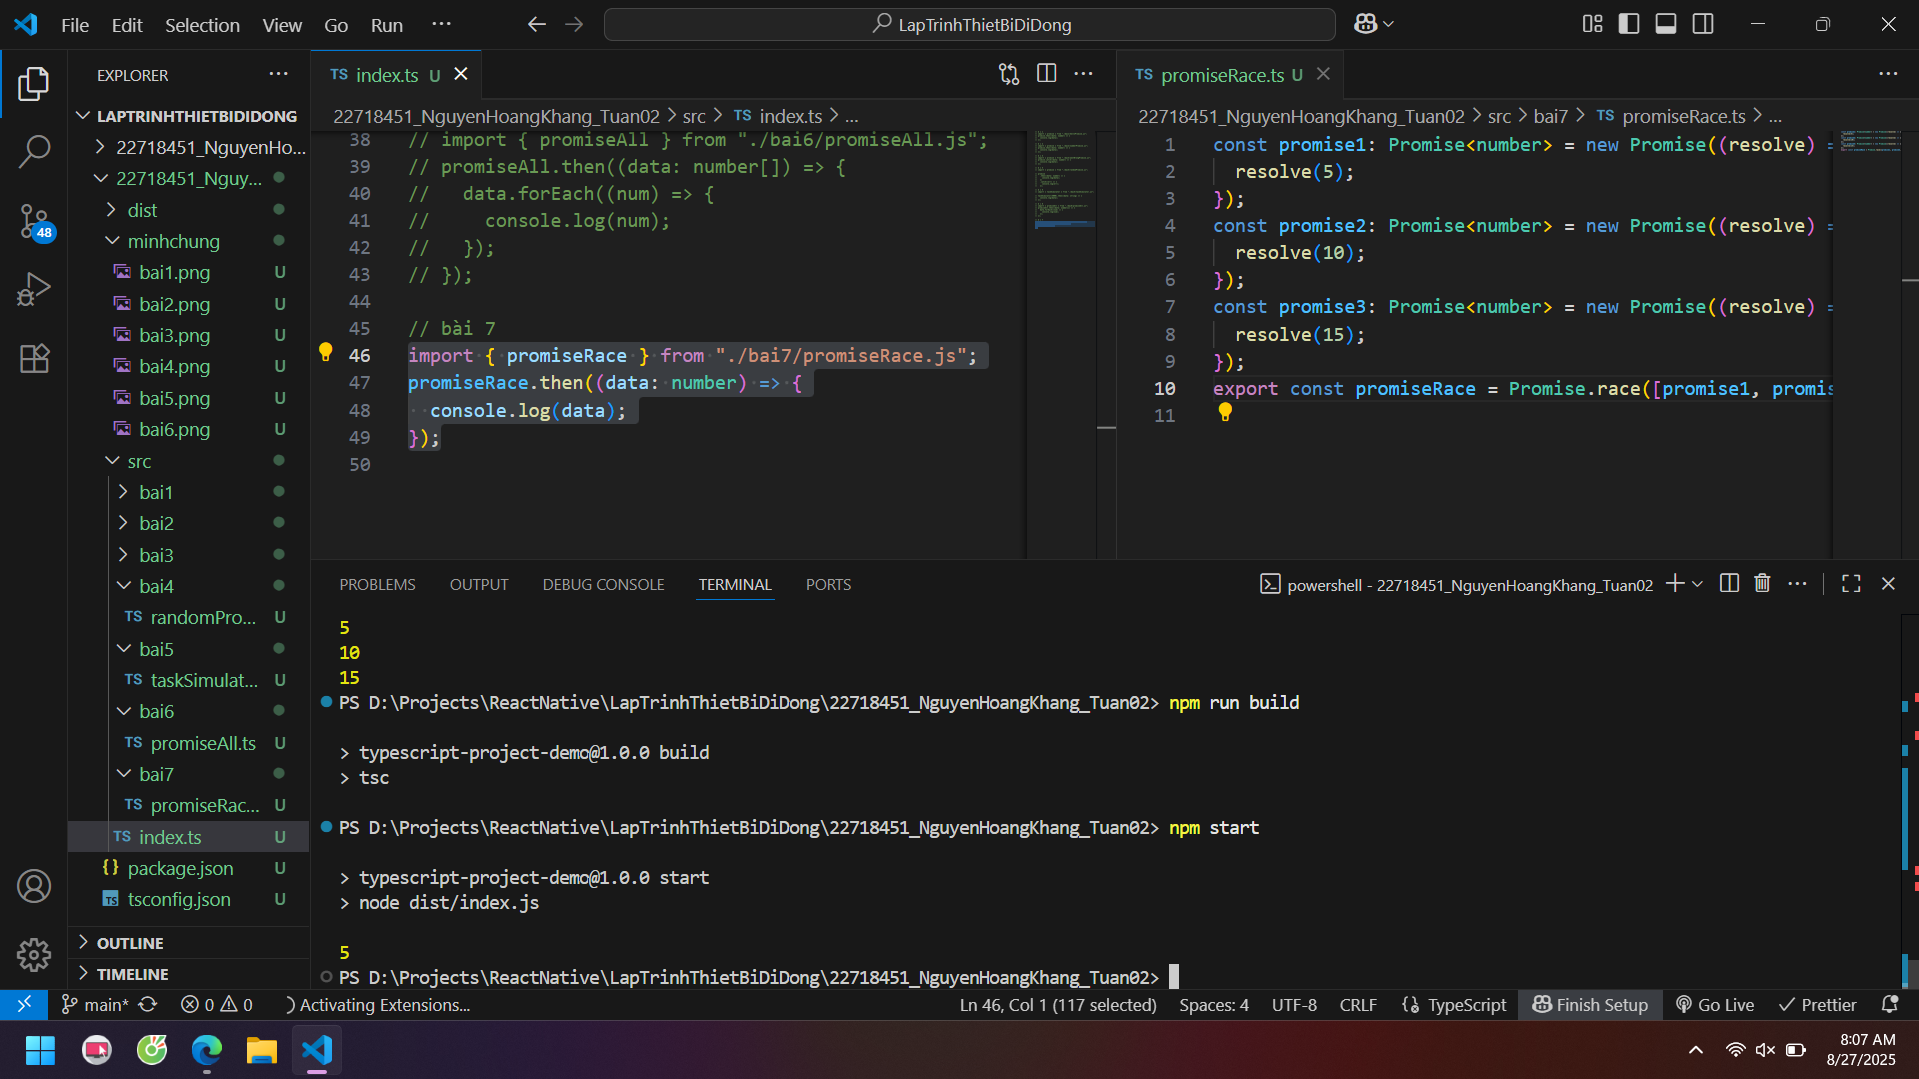 File Edit Selection View Go Run ···
LapTrinhThietBiDiDong
EXPLORER ···
LAPTRINHTHIETBIDIDONG
22718451_NguyenHo...
22718451_Nguy...
dist
minhchung
bai1.png U
bai2.png U
bai3.png U
bai4.png U
bai5.png U
bai6.png U
src
bai1
bai2
bai3
bai4
TS randomPro... U
bai5
TS taskSimulat... U
bai6
TS promiseAll.ts U
bai7
TS promiseRac... U
TS index.ts U
{} package.json U
TS tsconfig.json U
OUTLINE
TIMELINE
48
TS index.ts U
22718451_NguyenHoangKhang_Tuan02 > src > TS index.ts > ...
38 // import { promiseAll } from "./bai6/promiseAll.js";
39 // promiseAll.then((data: number[]) => {
40 //   data.forEach((num) => {
41 //     console.log(num);
42 //   });
43 // });
44
45 // bài 7
46 import { promiseRace } from "./bai7/promiseRace.js";
47 promiseRace.then((data: number) => {
48   console.log(data);
49 });
50
TS promiseRace.ts U
22718451_NguyenHoangKhang_Tuan02 > src > bai7 > TS promiseRace.ts > ...
1 const promise1: Promise<number> = new Promise((resolve) =
2   resolve(5);
3 });
4 const promise2: Promise<number> = new Promise((resolve) =
5   resolve(10);
6 });
7 const promise3: Promise<number> = new Promise((resolve) =
8   resolve(15);
9 });
10 export const promiseRace = Promise.race([promise1, promis
11
PROBLEMS OUTPUT DEBUG CONSOLE TERMINAL PORTS
powershell - 22718451_NguyenHoangKhang_Tuan02
5
10
15
PS D:\Projects\ReactNative\LapTrinhThietBiDiDong\22718451_NguyenHoangKhang_Tuan02> npm run build
> typescript-project-demo@1.0.0 build
> tsc
PS D:\Projects\ReactNative\LapTrinhThietBiDiDong\22718451_NguyenHoangKhang_Tuan02> npm start
> typescript-project-demo@1.0.0 start
> node dist/index.js
5
PS D:\Projects\ReactNative\LapTrinhThietBiDiDong\22718451_NguyenHoangKhang_Tuan02>
main* 0 0 Activating Extensions...
Ln 46, Col 1 (117 selected) Spaces: 4 UTF-8 CRLF {} TypeScript Finish Setup Go Live Prettier
8:07 AM
8/27/2025